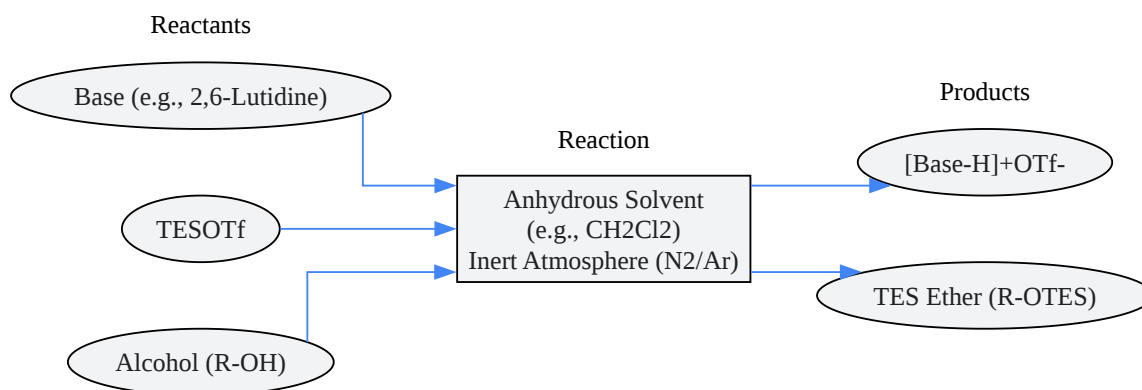 Reactants
Base (e.g., 2,6-Lutidine)
TESOTf
Alcohol (R-OH)
Reaction
Anhydrous Solvent
(e.g., CH2Cl2)
Inert Atmosphere (N2/Ar)
Products
[Base-H]+OTf-
TES Ether (R-OTES)